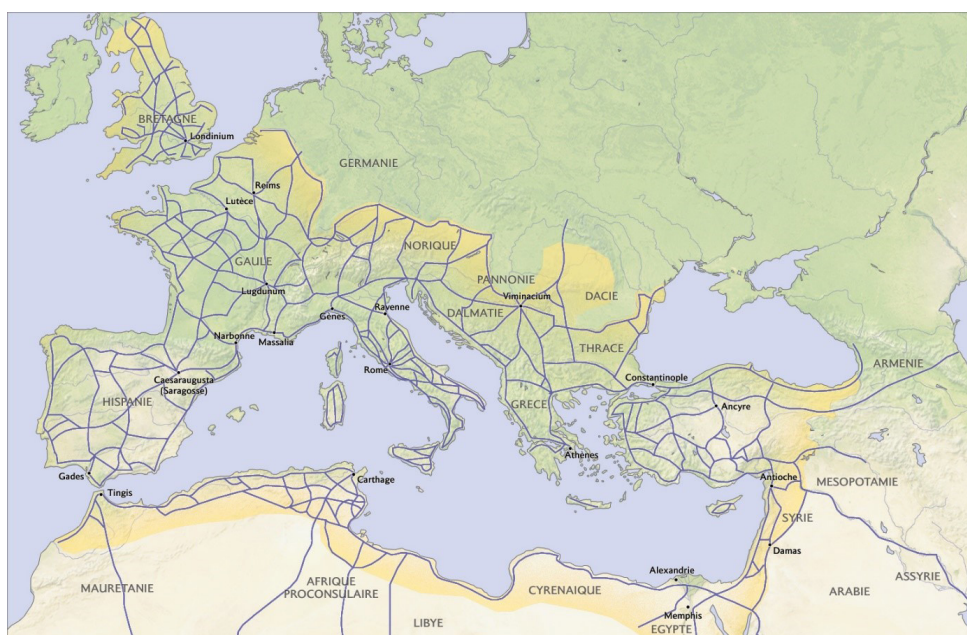 BRETAGNE
Londinium
GERMANIE
Reims
Lutèce
NORIQUE
GAULE
PANNONIE
Lugdunum
Viminacium
DACIE
Ravenne
DALMATIE
Gênes
Narbonne
Massalia
THRACE
ARMENIE
Rome
Constantinople
Caesaraugusta
(Saragosse)
HISPANIE
GRECE
Ancyre
Athènes
Gades
Carthage
Antioche
MESOPOTAMIE
Tingis
SYRIE
Damas
Alexandrie
MAURETANIE
AFRIQUE
PROCONSULAIRE
CYRENAIQUE
ASSYRIE
ARABIE
Memphis
LIBYE
EGYPTE